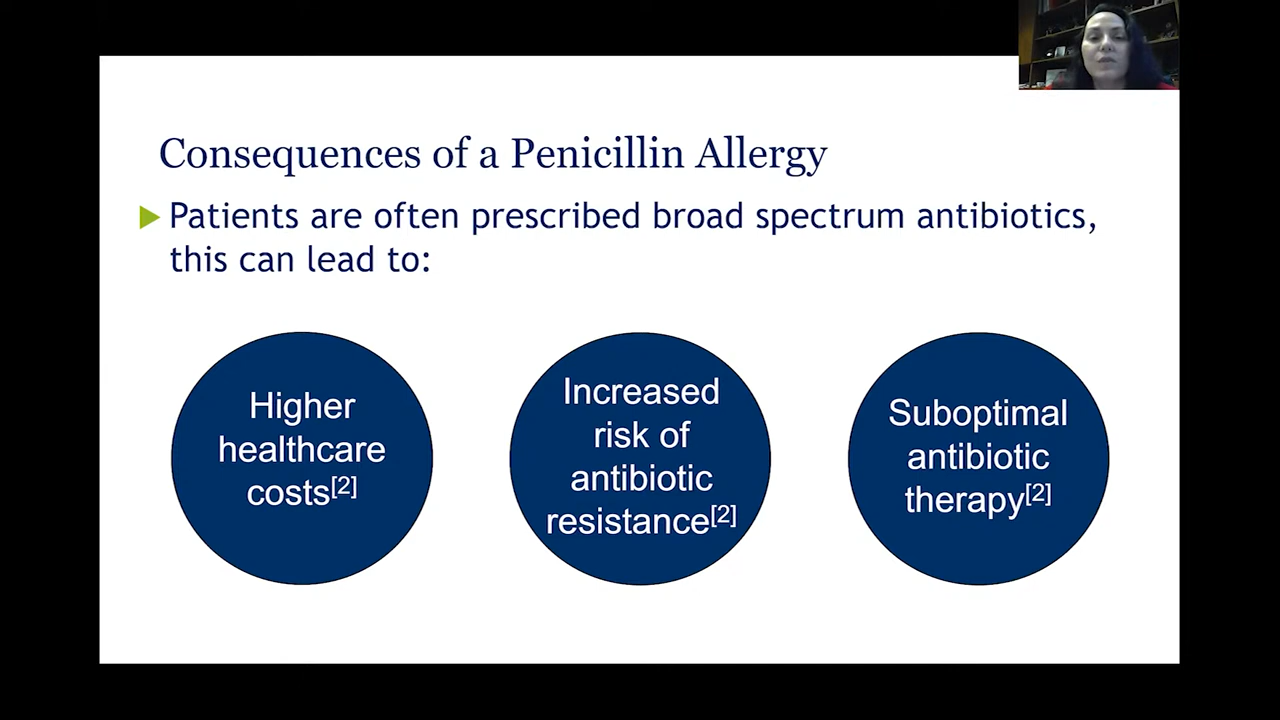 Consequences of a Penicillin Allergy
Patients are often prescribed broad spectrum antibiotics,
this can lead to:
Higher
healthcare
costs[2]
Increased
risk of
antibiotic
resistance[2]
Suboptimal
antibiotic
therapy[2]